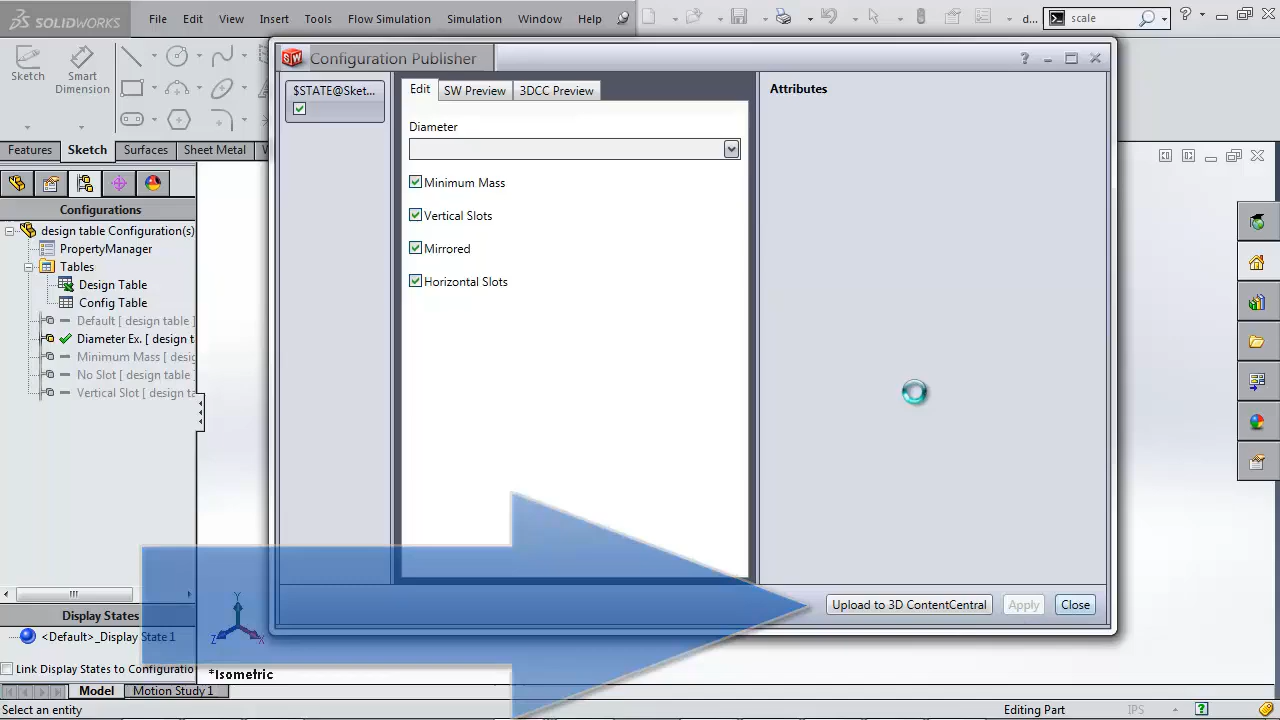 SOLIDWORKS
File Edit View Insert Tools Flow Simulation Simulation Window Help
d...
scale
Sketch
Smart Dimension
Features Sketch Surfaces Sheet Metal
Configurations
design table Configuration(s)
PropertyManager
Tables
Design Table
Config Table
Default [ design table ]
Diameter Ex. [ design t
Minimum Mass [ desig
No Slot [ design table ]
Vertical Slot [ design ta
Display States
<Default>_Display State 1
Link Display States to Configuratio
Configuration Publisher
$STATE@Sket...
Edit SW Preview 3DCC Preview
Diameter
Minimum Mass
Vertical Slots
Mirrored
Horizontal Slots
Attributes
Upload to 3D ContentCentral Apply Close
Y
Z X
*Isometric
Model Motion Study 1
Select an entity
Editing Part IPS